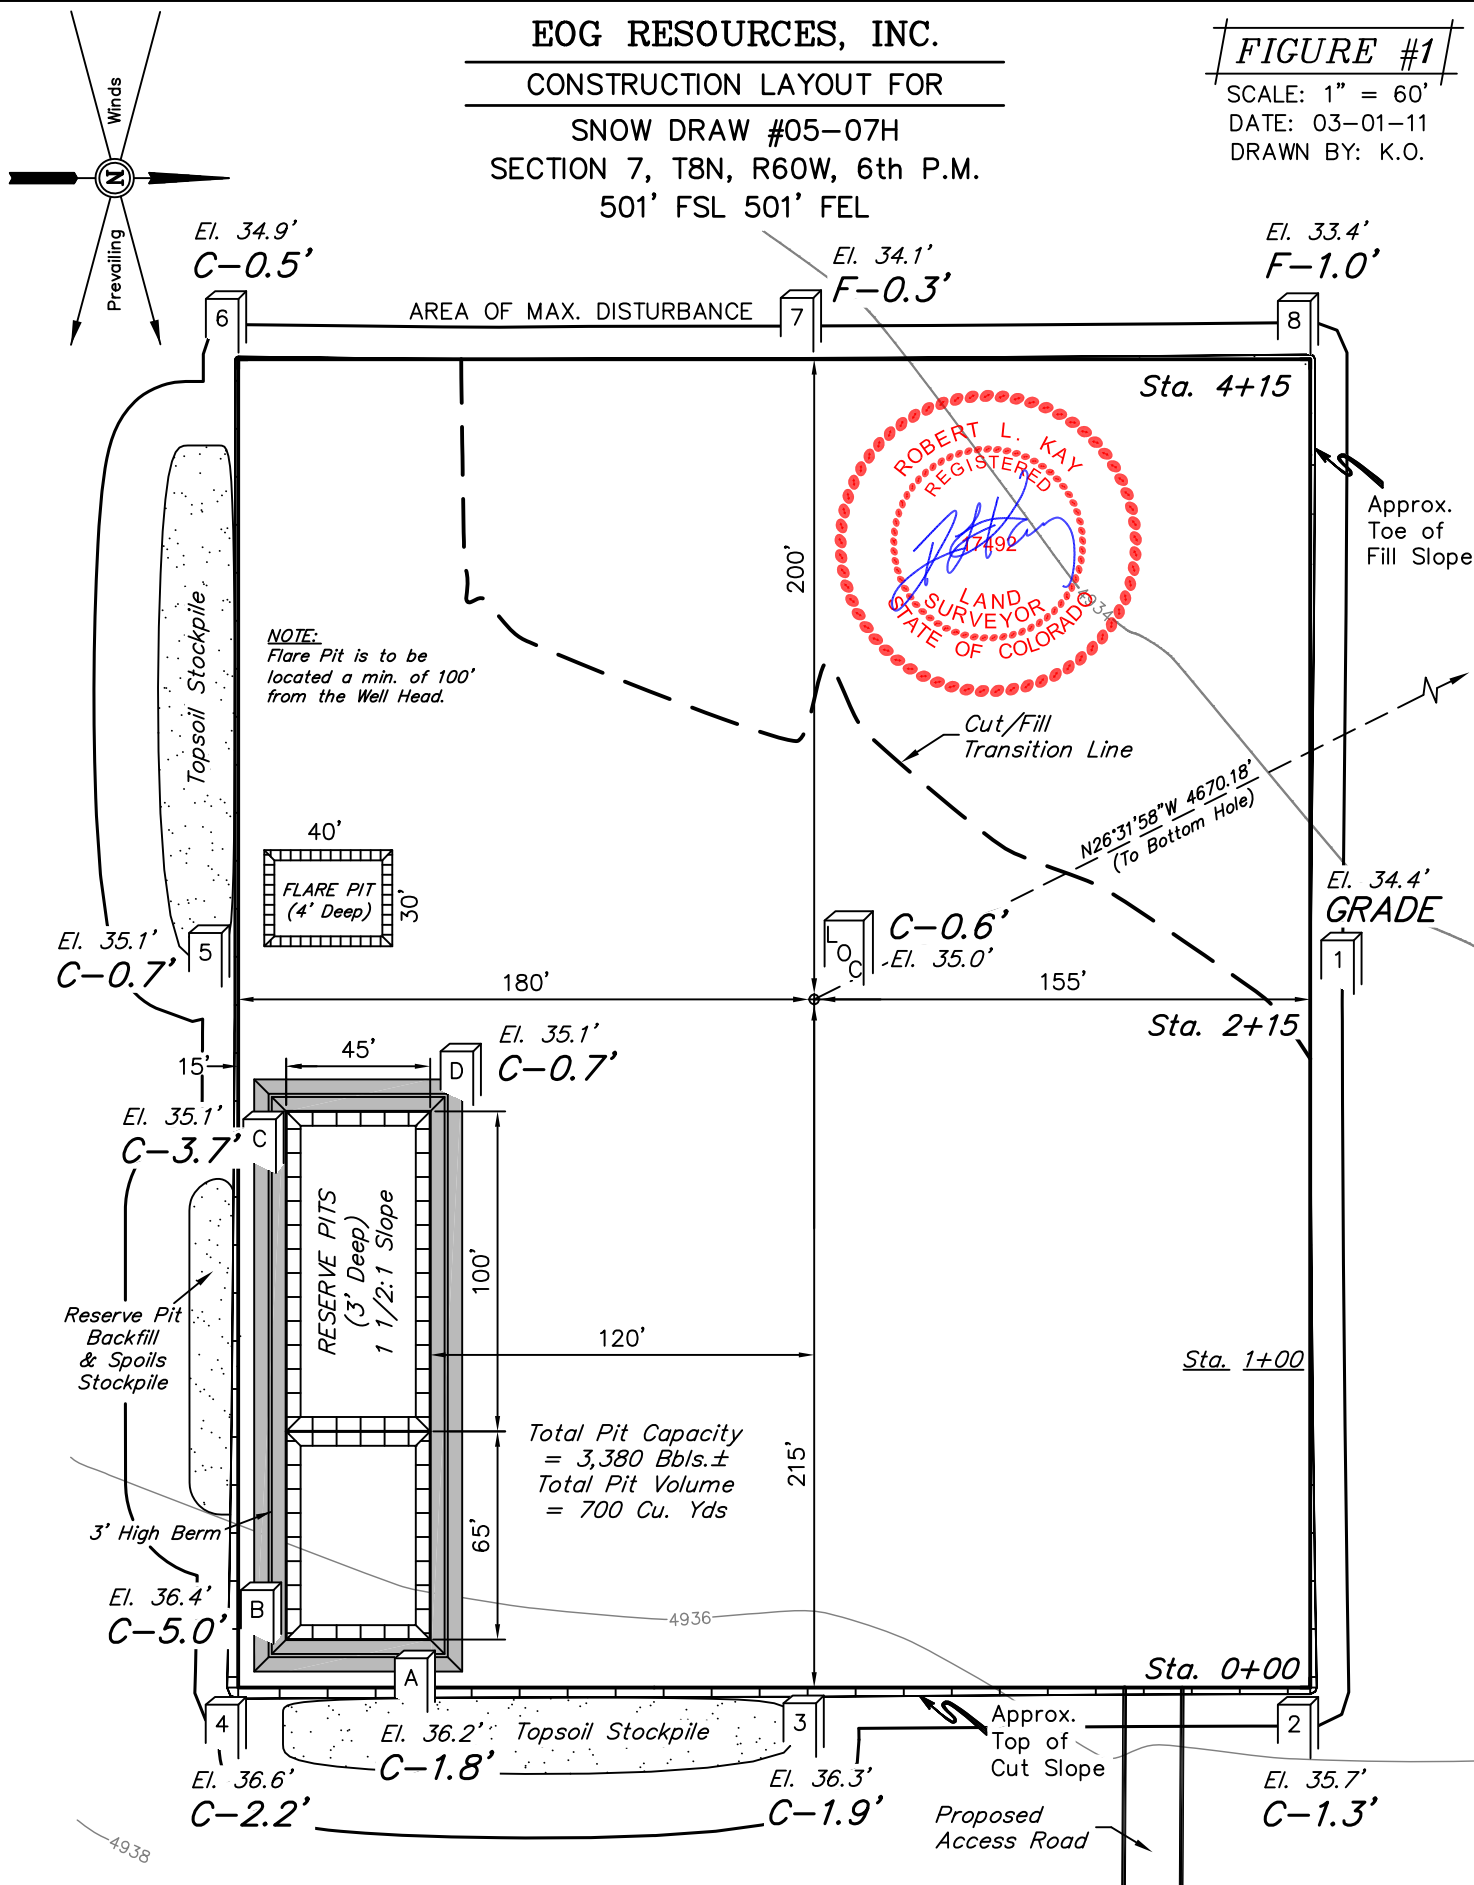 EOG RESOURCES, INC.
CONSTRUCTION LAYOUT FOR
SNOW DRAW #05-07H
SECTION 7, T8N, R60W, 6th P.M.
501' FSL 501' FEL
FIGURE #1
SCALE: 1" = 60'
DATE: 03-01-11
DRAWN BY: K.O.
Winds
N
Prevailing
El. 34.9'
C-0.5'
6
AREA OF MAX. DISTURBANCE
El. 34.1'
F-0.3'
7
El. 33.4'
F-1.0'
8
Sta. 4+15
Approx.
Toe of
Fill Slope
ROBERT L. KAY
REGISTERED
17492
LAND
SURVEYOR
STATE OF COLORADO
4934
200'
Topsoil Stockpile
NOTE:
Flare Pit is to be
located a min. of 100'
from the Well Head.
Cut/Fill
Transition Line
N26°31'58"W 4670.18'
(To Bottom Hole)
40'
FLARE PIT
(4' Deep)
30'
El. 34.4'
GRADE
1
LOC
C-0.6'
El. 35.0'
El. 35.1'
C-0.7'
5
180'
155'
Sta. 2+15
15'
45'
El. 35.1'
C-0.7'
D
El. 35.1'
C-3.7'
C
RESERVE PITS
(3' Deep)
1 1/2:1 Slope
100'
120'
Reserve Pit
Backfill
& Spoils
Stockpile
Sta. 1+00
Total Pit Capacity
= 3,380 Bbls.±
Total Pit Volume
= 700 Cu. Yds
215'
65'
3' High Berm
El. 36.4'
C-5.0'
B
4936
Sta. 0+00
A
El. 36.2'
C-1.8'
Topsoil Stockpile
4
El. 36.6'
C-2.2'
3
El. 36.3'
C-1.9'
Approx.
Top of
Cut Slope
2
El. 35.7'
C-1.3'
Proposed
Access Road
4938